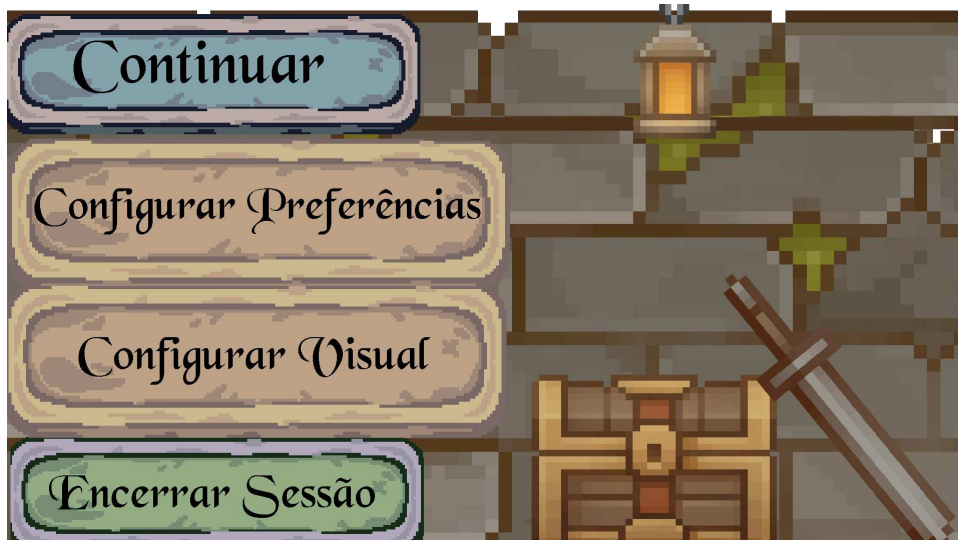 Continuar
Configurar Preferências
Configurar Visual
Encerrar Sessão